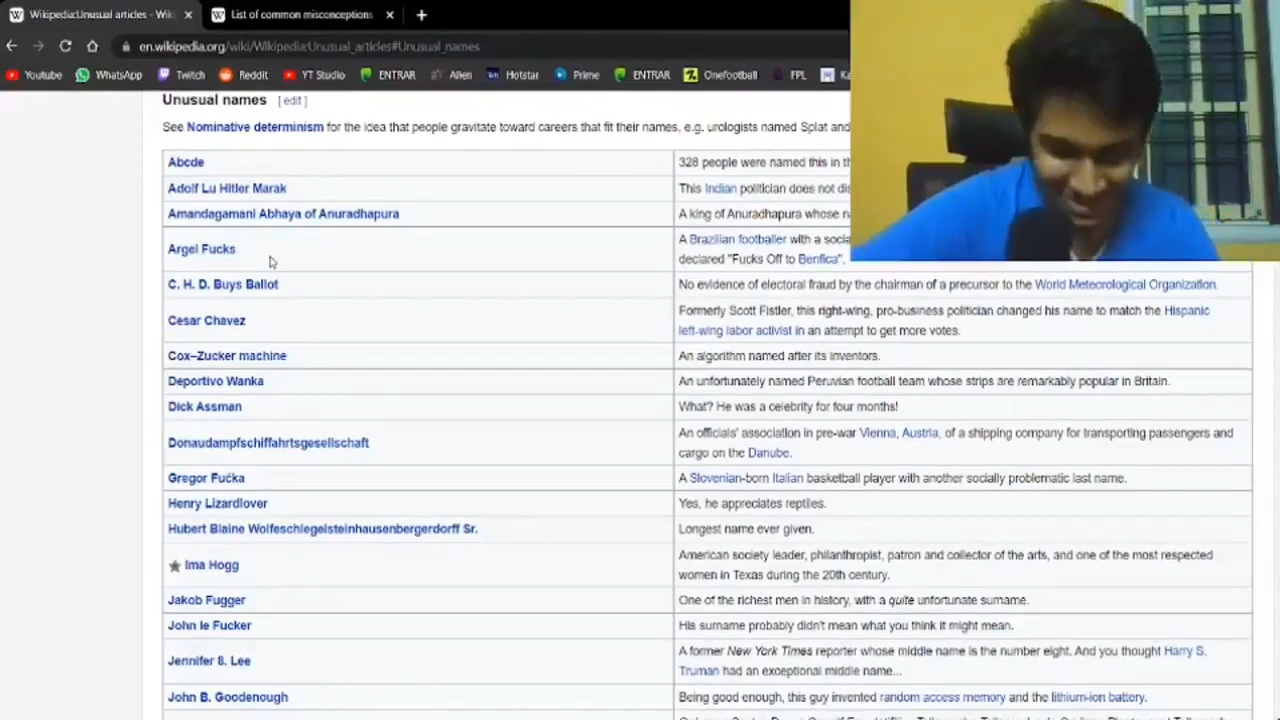 Wikipedia:Unusual articles - Wiki
List of common misconceptions
en.wikipedia.org/wiki/Wikipedia:Unusual_articles#Unusual_names
Youtube WhatsApp Twitch Reddit YT Studio ENTRAR Alien Hotstar Prime ENTRAR Onefootball FPL
Unusual names [edit]
See Nominative determinism for the idea that people gravitate toward careers that fit their names, e.g. urologists named Splat and
Abcde 328 people were named this in th
Adolf Lu Hitler Marak This Indian politician does not dis
Amandagamani Abhaya of Anuradhapura A king of Anuradhapura whose n
Argel Fucks A Brazilian footballer with a socia
declared "Fucks Off to Benfica".
C. H. D. Buys Ballot No evidence of electoral fraud by the chairman of a precursor to the World Meteorological Organization.
Cesar Chavez Formerly Scott Fistler, this right-wing, pro-business politician changed his name to match the Hispanic
left-wing labor activist in an attempt to get more votes.
Cox–Zucker machine An algorithm named after its inventors.
Deportivo Wanka An unfortunately named Peruvian football team whose strips are remarkably popular in Britain.
Dick Assman What? He was a celebrity for four months!
Donaudampfschiffahrtsgesellschaft An officials' association in pre-war Vienna, Austria, of a shipping company for transporting passengers and
cargo on the Danube.
Gregor Fučka A Slovenian-born Italian basketball player with another socially problematic last name.
Henry Lizardlover Yes, he appreciates reptiles.
Hubert Blaine Wolfeschlegelsteinhausenbergerdorff Sr. Longest name ever given.
Ima Hogg American society leader, philanthropist, patron and collector of the arts, and one of the most respected
women in Texas during the 20th century.
Jakob Fugger One of the richest men in history, with a quite unfortunate surname.
John le Fucker His surname probably didn't mean what you think it might mean.
Jennifer 8. Lee A former New York Times reporter whose middle name is the number eight. And you thought Harry S.
Truman had an exceptional middle name...
John B. Goodenough Being good enough, this guy invented random access memory and the lithium-ion battery.